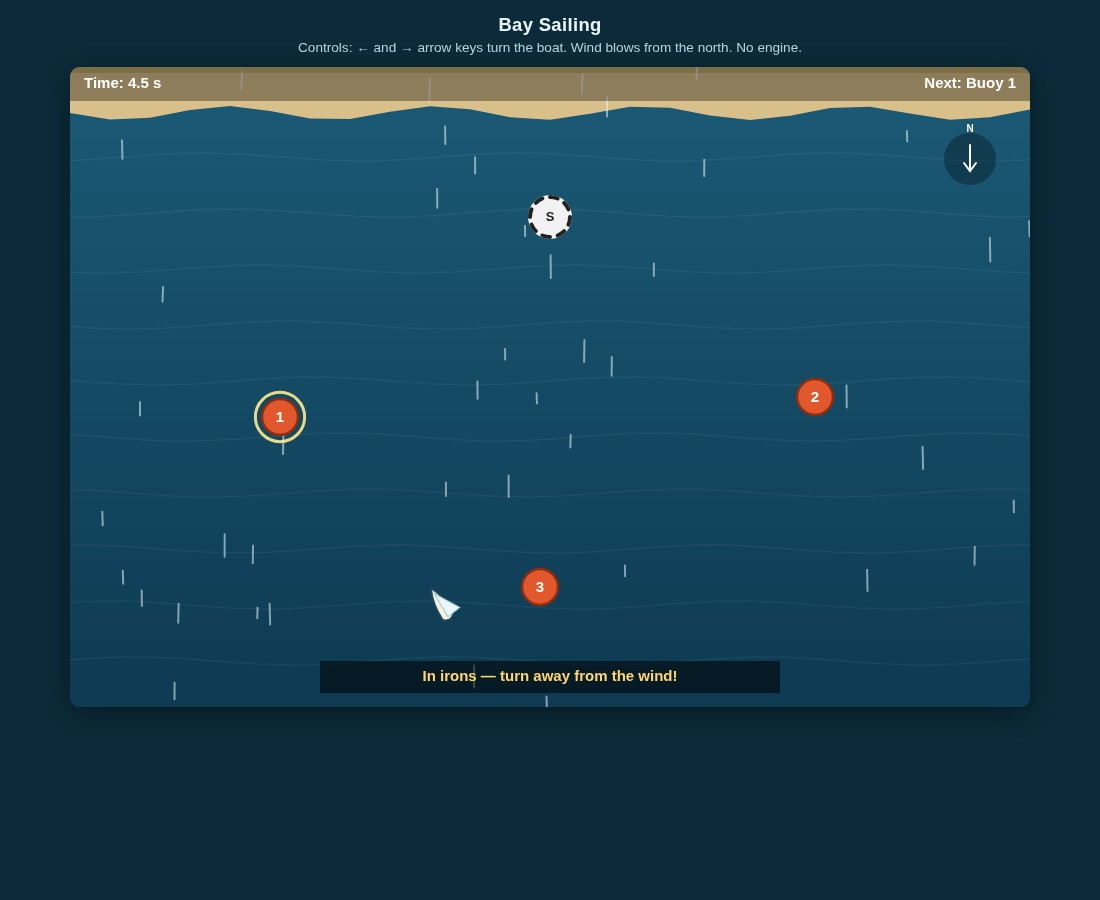 Bay Sailing
Controls: ← and → arrow keys turn the boat. Wind blows from the north. No engine.
Time: 4.5 s
Next: Buoy 1
N
S
2
1
3
In irons — turn away from the wind!